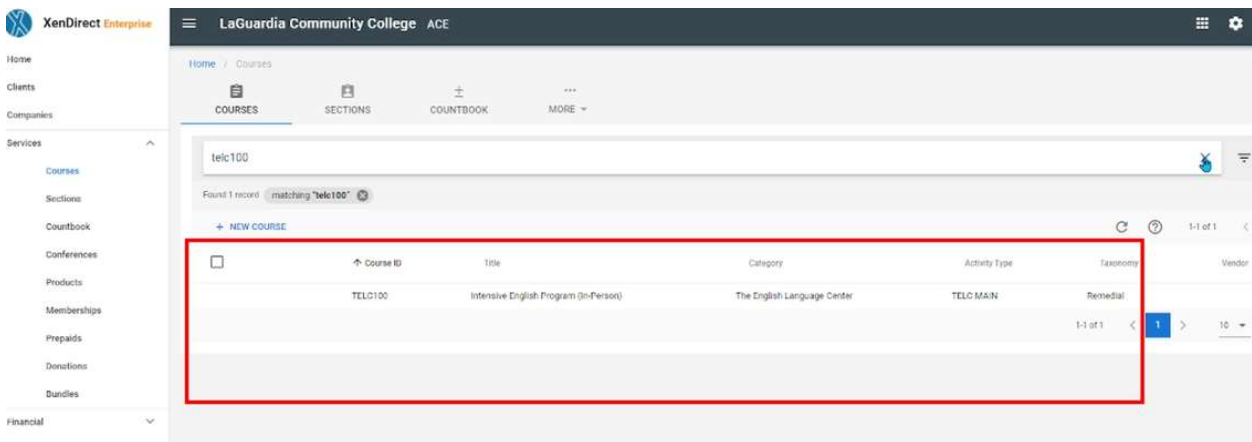 XenDirect Enterprise
LaGuardia Community College ACE
Home
Clients
Companies
Services
Courses
Sections
Countbook
Conferences
Products
Memberships
Prepaids
Donations
Bundles
Financial
Home / Courses
COURSES SECTIONS COUNTBOOK MORE
telc100
Found 1 record matching "telc100"
+ NEW COURSE 1-1 of 1
Course ID Title Category Activity Type Taxonomy Vendor
TELC100 Intensive English Program (In-Person) The English Language Center TELC MAIN Remedial
1-1 of 1 < 1 > 10